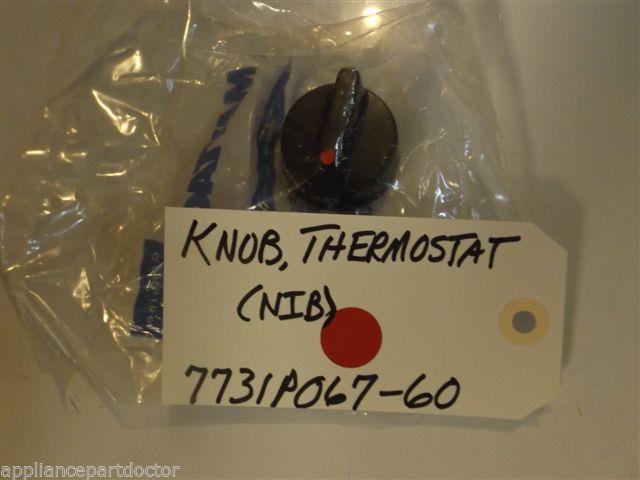 KNOB, THERMOSTAT
(NIB)
7731P067-60
appliancepartdoctor